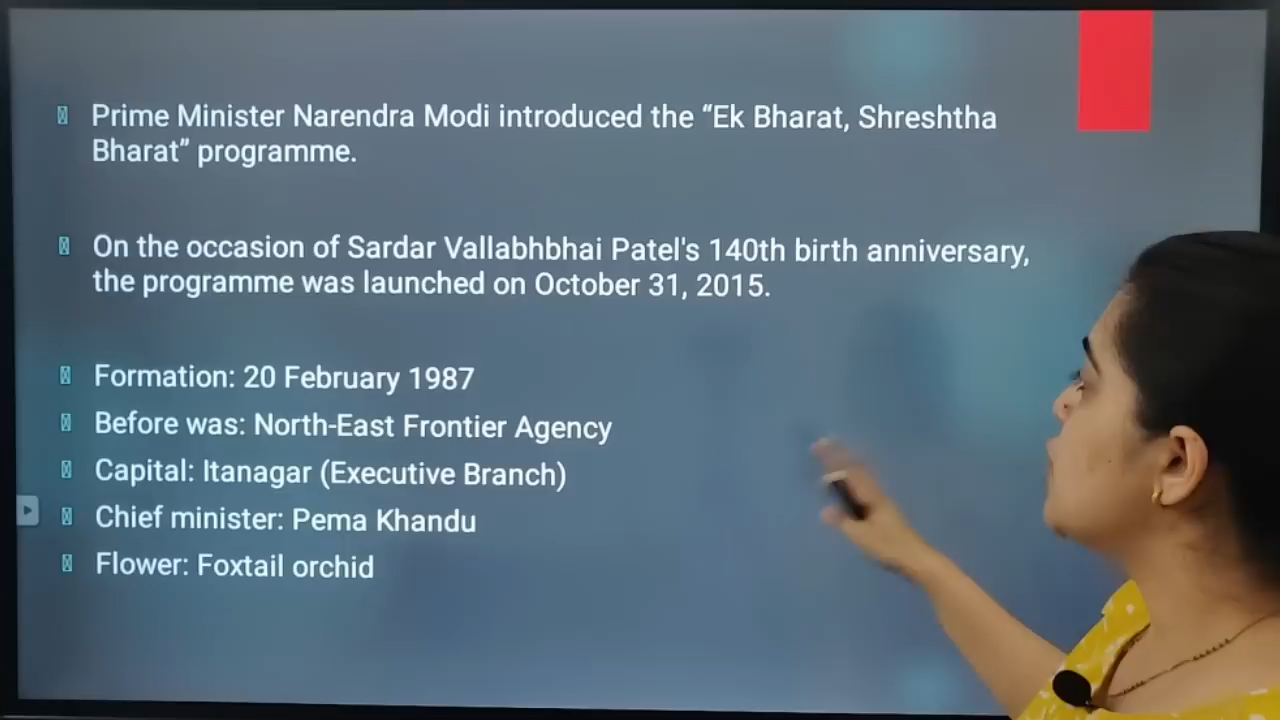 Prime Minister Narendra Modi introduced the “Ek Bharat, Shreshtha
Bharat” programme.
On the occasion of Sardar Vallabhbhai Patel's 140th birth anniversary,
the programme was launched on October 31, 2015.
Formation: 20 February 1987
Before was: North-East Frontier Agency
Capital: Itanagar (Executive Branch)
Chief minister: Pema Khandu
Flower: Foxtail orchid